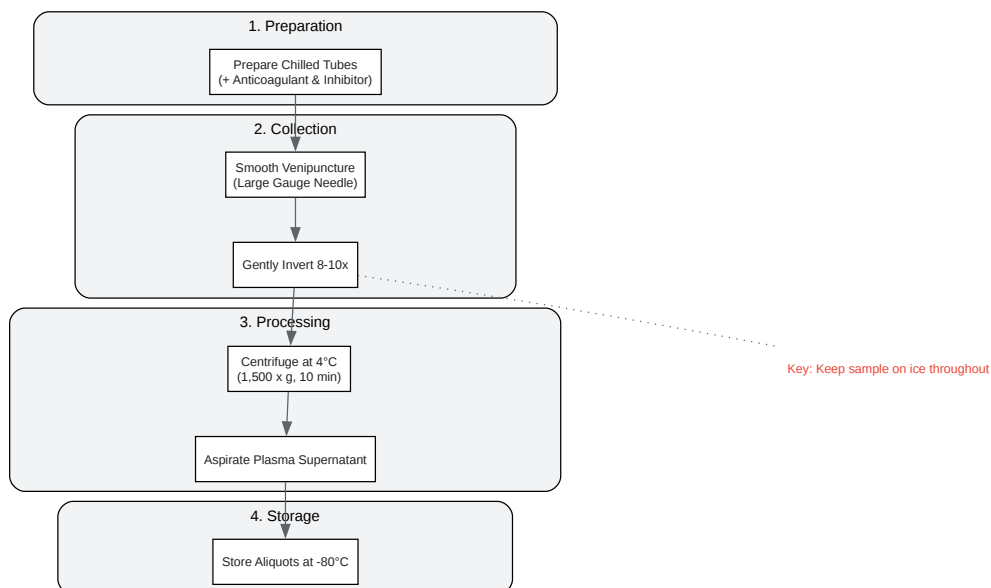 1. Preparation
Prepare Chilled Tubes
(+ Anticoagulant & Inhibitor)
2. Collection
Smooth Venipuncture
(Large Gauge Needle)
Gently Invert 8-10x
3. Processing
Centrifuge at 4°C
(1,500 x g, 10 min)
Key: Keep sample on ice throughout
Aspirate Plasma Supernatant
4. Storage
Store Aliquots at -80°C